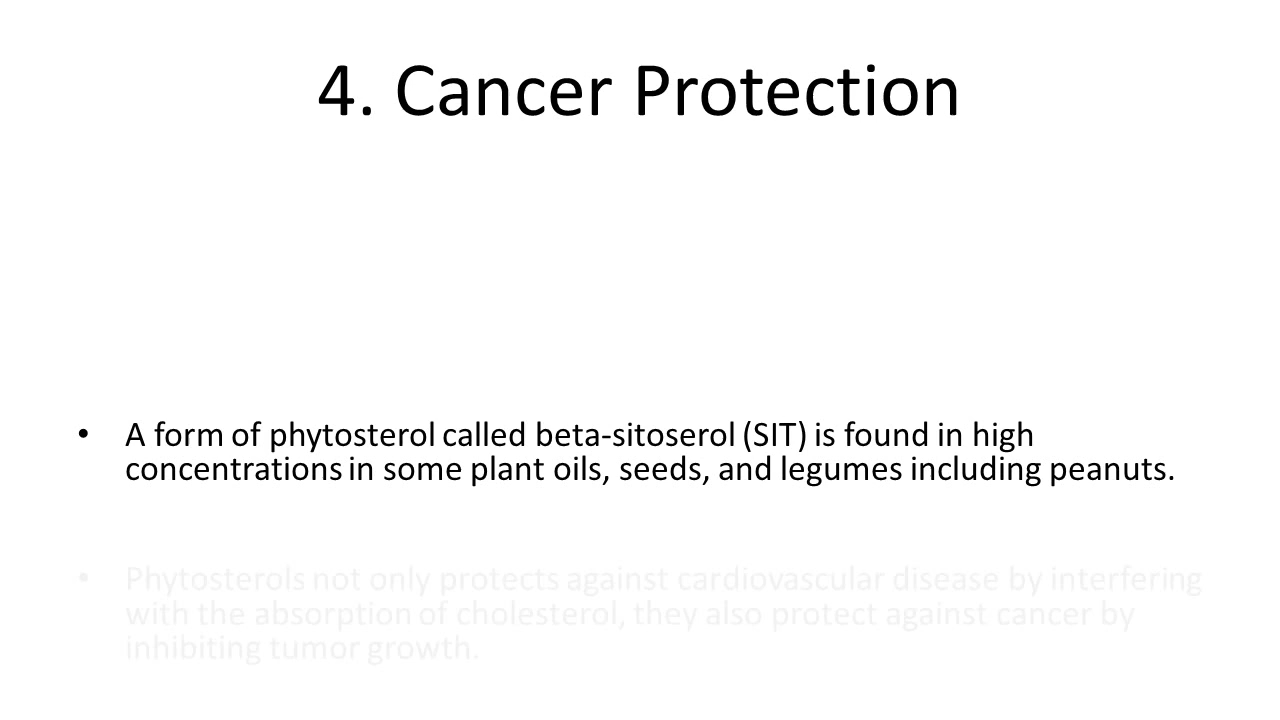 4. Cancer Protection
• A form of phytosterol called beta-sitoserol (SIT) is found in high
concentrations in some plant oils, seeds, and legumes including peanuts.
• Phytosterols not only protects against cardiovascular disease by interfering
with the absorption of cholesterol, they also protect against cancer by
inhibiting tumor growth.